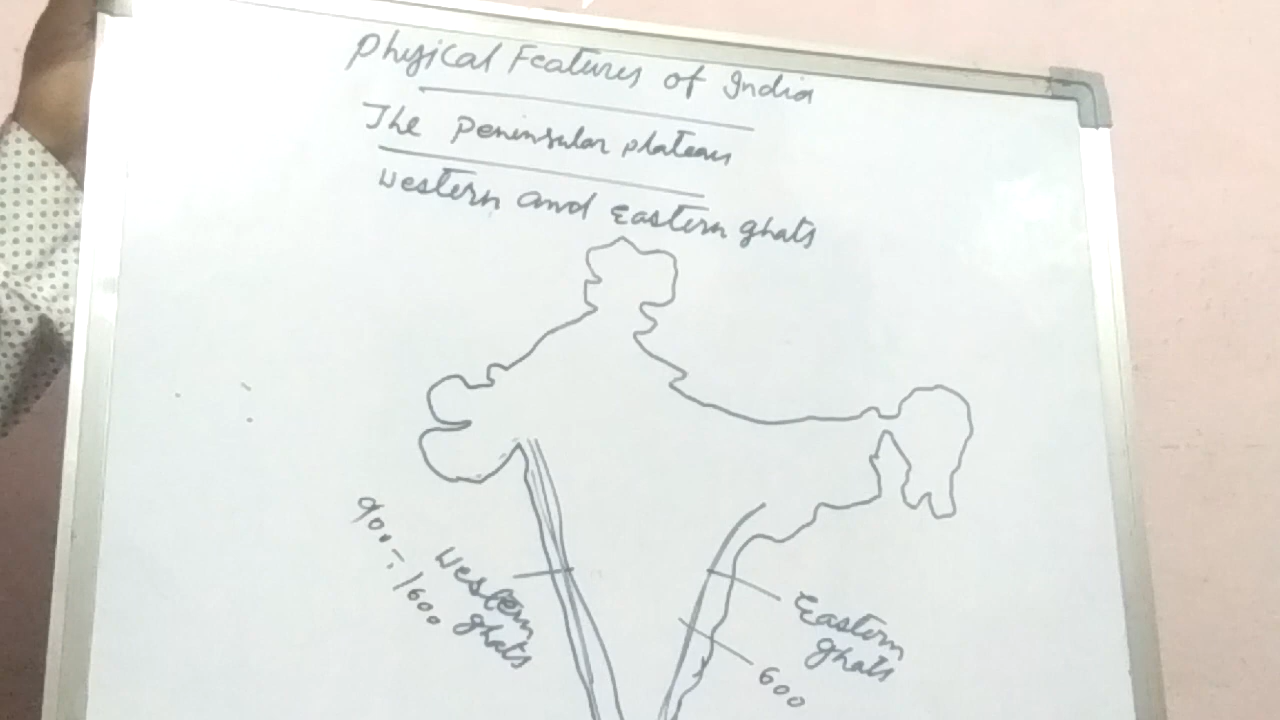 Physical Features of India
The Peninsular plateau
Western and Eastern ghats
900-1600
Western
ghats
Eastern
ghats
600